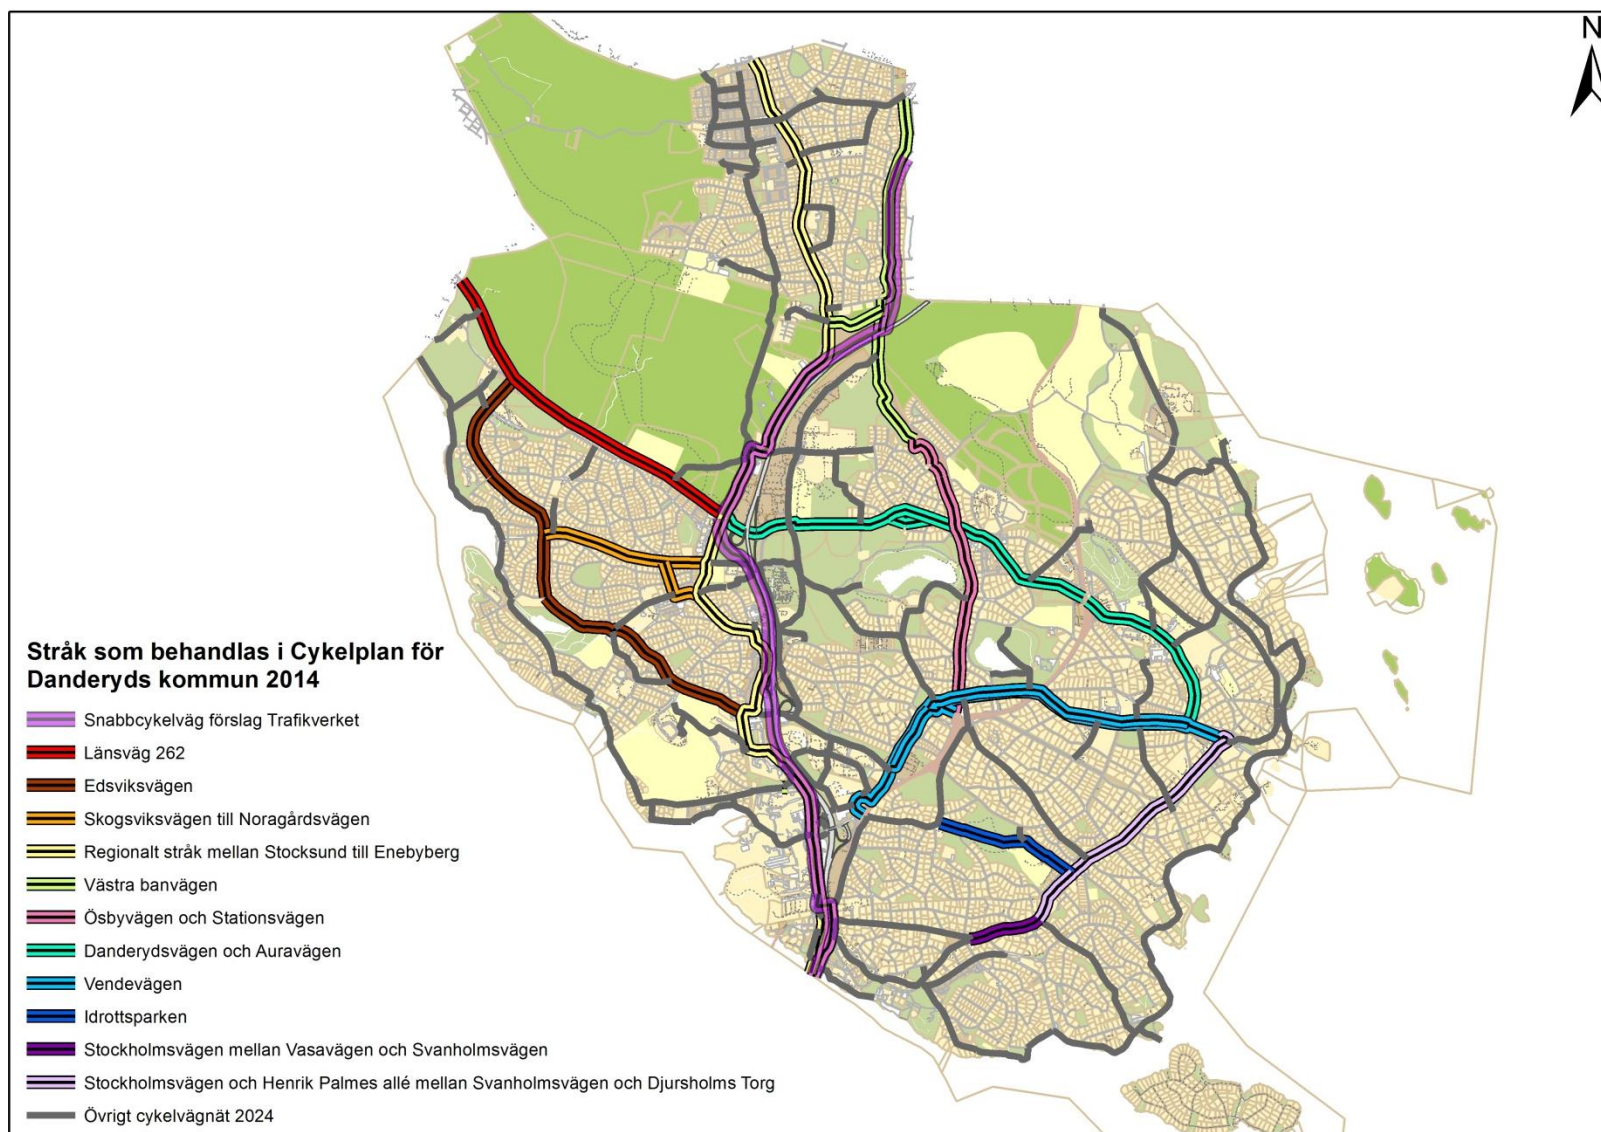 N
Stråk som behandlas i Cykelplan för
Danderyds kommun 2014
Snabbcykelväg förslag Trafikverket
Länsväg 262
Edsviksvägen
Skogsviksvägen till Noragårdsvägen
Regionalt stråk mellan Stocksund till Enebyberg
Västra banvägen
Ösbyvägen och Stationsvägen
Danderydsvägen och Auravägen
Vendevägen
Idrottsparken
Stockholmsvägen mellan Vasavägen och Svanholmsvägen
Stockholmsvägen och Henrik Palmes allé mellan Svanholmsvägen och Djursholms Torg
Övrigt cykelvägnät 2024